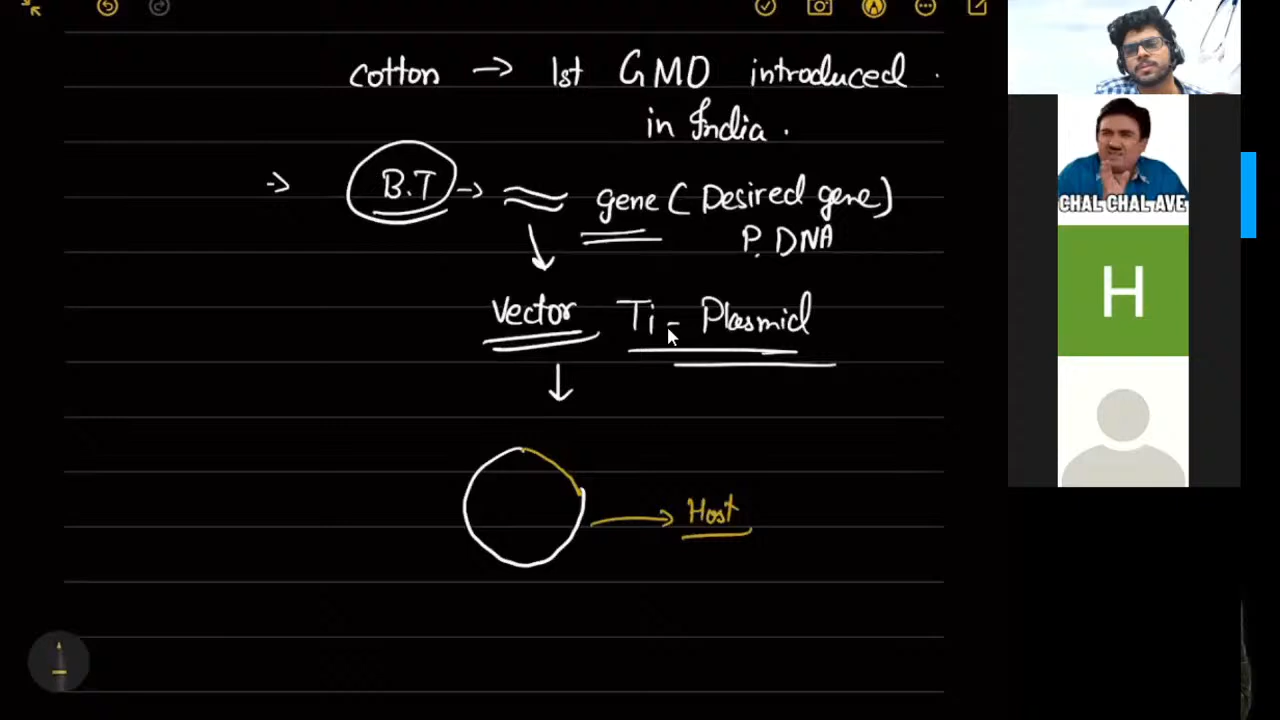 cotton → 1st GMO introduced.
in India.
→ B.T → gene (Desired gene)
P. DNA
↓
Vector Ti - Plasmid
↓
→ Host
CHAL CHAL AVE
H